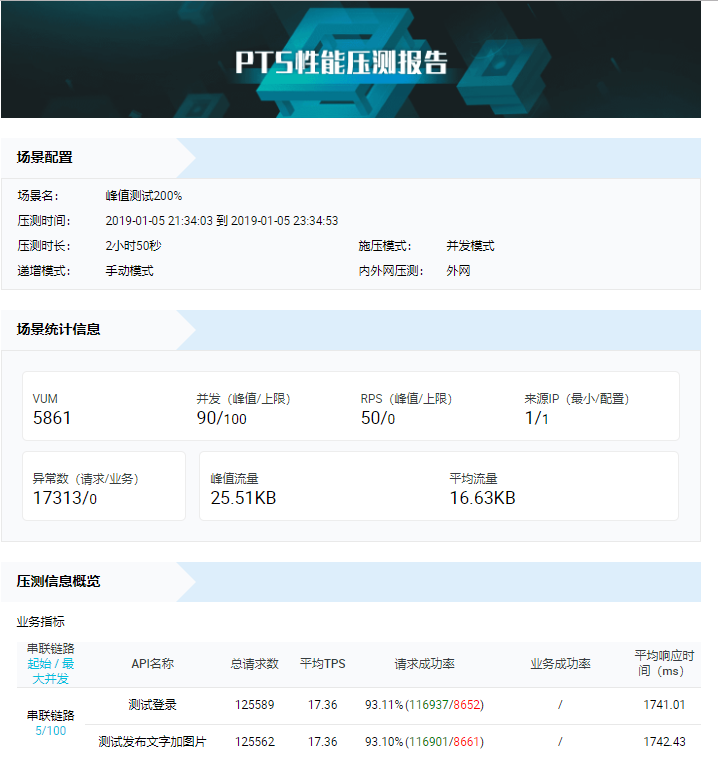 PTS性能压测报告
场景配置
场景名： 峰值测试200%
压测时间： 2019-01-05 21:34:03 到 2019-01-05 23:34:53
压测时长： 2小时50秒 施压模式： 并发模式
递增模式： 手动模式 内外网压测： 外网
场景统计信息
VUM 并发（峰值/上限） RPS（峰值/上限） 来源IP（最小/配置）
5861 90/100 50/0 1/1
异常数（请求/业务） 峰值流量 平均流量
17313/0 25.51KB 16.63KB
压测信息概览
业务指标
串联链路
起始 / 最
大并发
API名称 总请求数 平均TPS 请求成功率 业务成功率 平均响应时
间（ms）
串联链路
5/100
测试登录 125589 17.36 93.11%(116937/8652) / 1741.01
测试发布文字加图片 125562 17.36 93.10%(116901/8661) / 1742.43